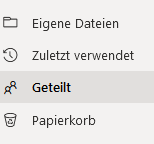 Eigene Dateien
Zuletzt verwendet
Geteilt
Papierkorb